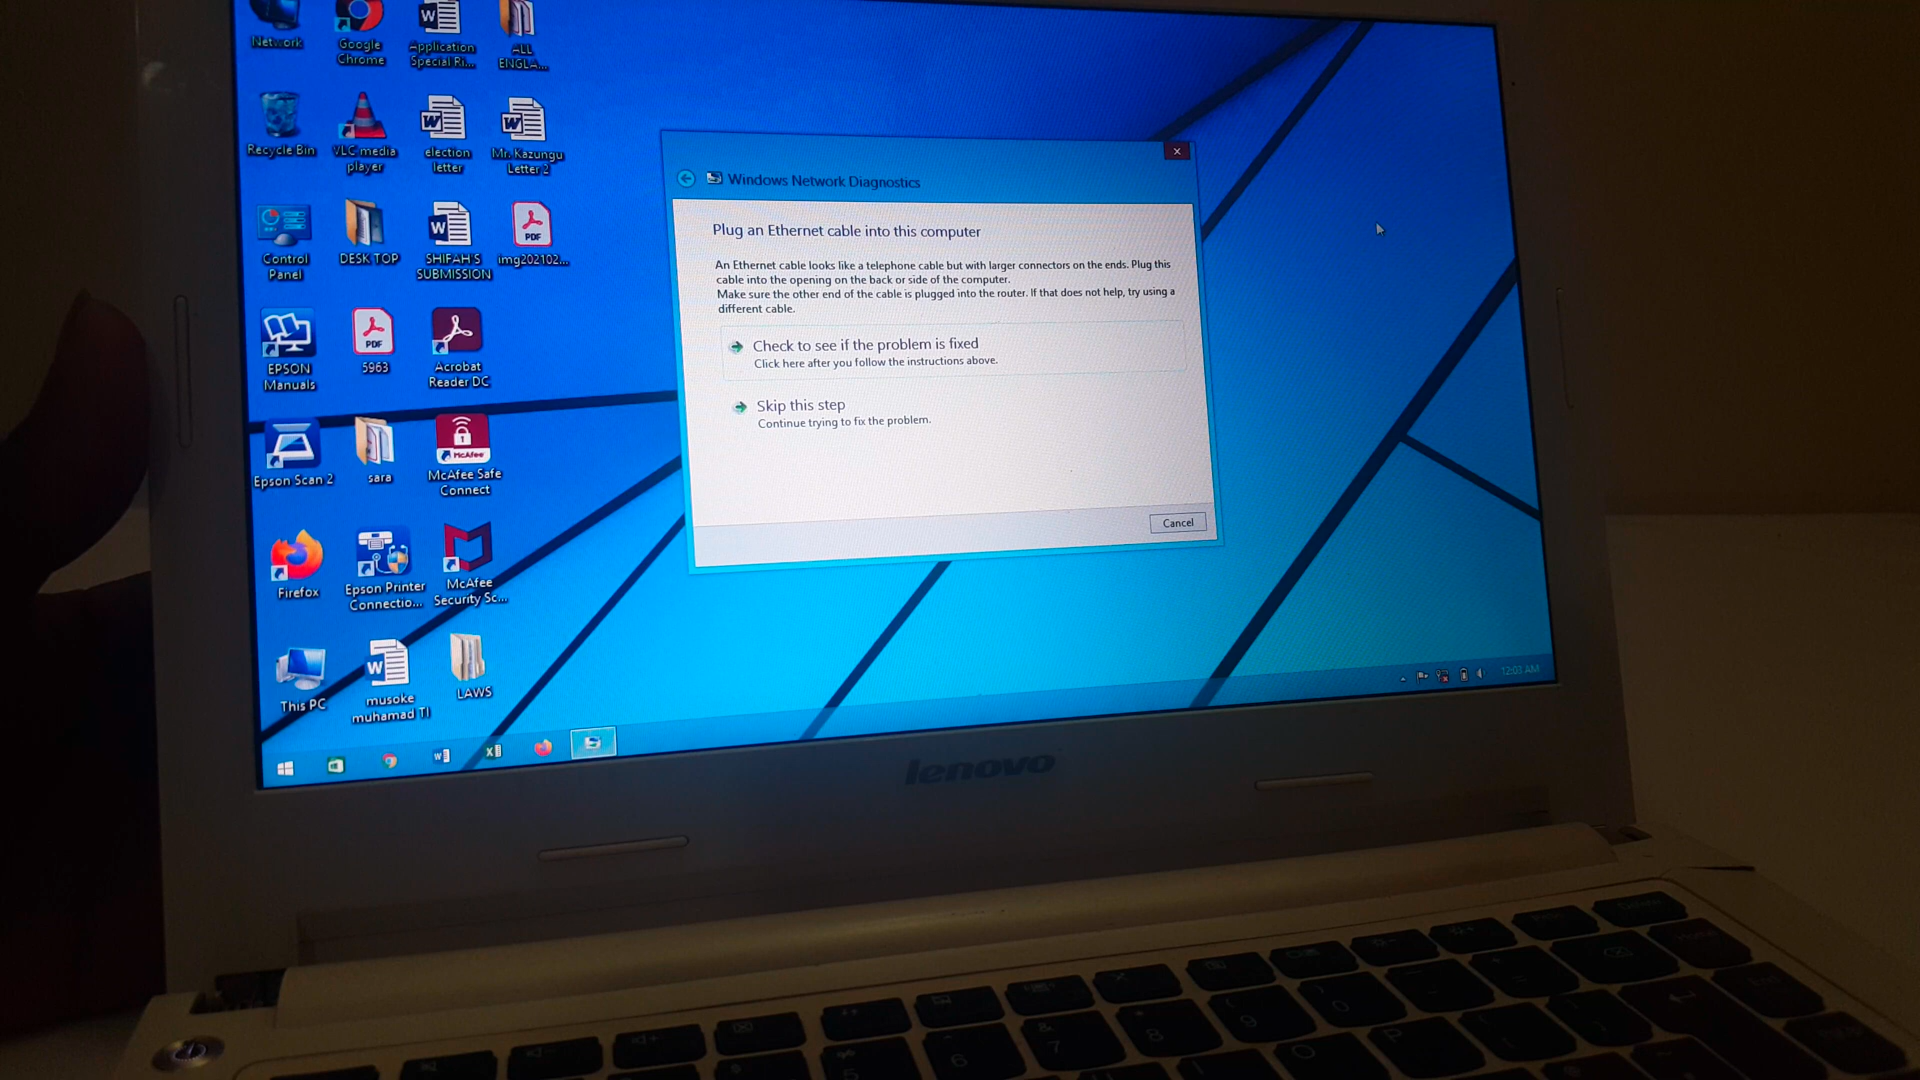 Network
Google
Chrome
Application
Special Ri...
ALL
ENGLA...
Recycle Bin
VLC media
player
election
letter
Mr. Kazungu
Letter 2
Control
Panel
DESK TOP
SHIFAH'S
SUBMISSION
PDF
img202102...
EPSON
Manuals
PDF
5963
Acrobat
Reader DC
Epson Scan 2
sara
McAfee
McAfee Safe
Connect
Firefox
Epson Printer
Connectio...
McAfee
Security Sc...
This PC
musoke
muhamad TI
LAWS
Windows Network Diagnostics
Plug an Ethernet cable into this computer
An Ethernet cable looks like a telephone cable but with larger connectors on the ends. Plug this
cable into the opening on the back or side of the computer.
Make sure the other end of the cable is plugged into the router. If that does not help, try using a
different cable.
Check to see if the problem is fixed
Click here after you follow the instructions above.
Skip this step
Continue trying to fix the problem.
Cancel
12:03 AM
lenovo